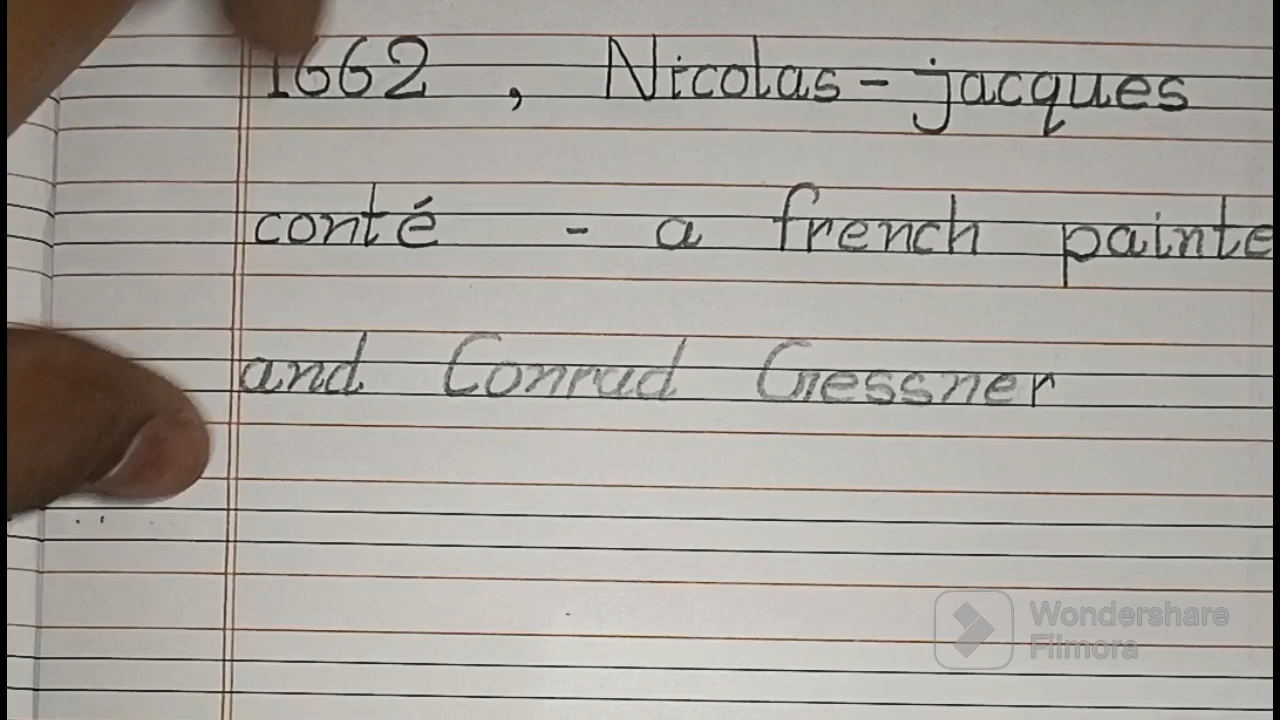 1662 , Nicolas - jacques
conté - a french painte
and Conrad Gessner
Wondershare
Filmora